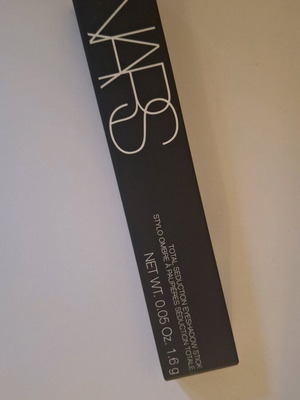 NARS
TOTAL SEDUCTION EYESHADOW STICK
STYLO OMBRE À PAUPIÈRES SÉDUCTION TOTALE
NET WT. 0.05 Oz. 1.6 g